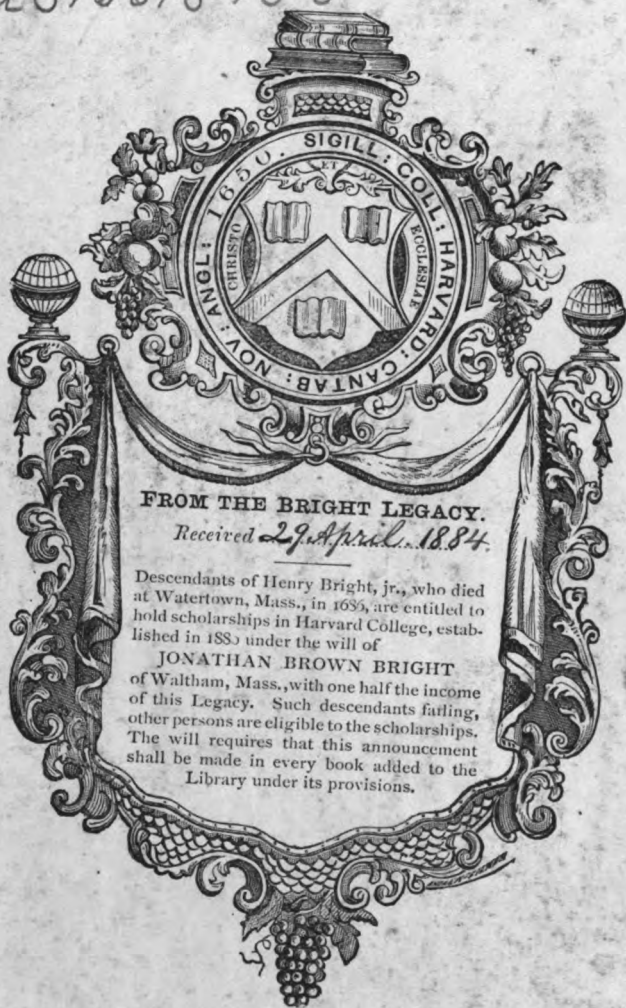 SIGILL: COLL: HARVARD: CANTAB: NOV: ANGL: 1650.
ET
CHRISTO
ECCLESIAE
FROM THE BRIGHT LEGACY.
Received 29 April. 1884.
Descendants of Henry Bright, jr., who died
at Watertown, Mass., in 1686, are entitled to
hold scholarships in Harvard College, estab-
lished in 1880 under the will of
JONATHAN BROWN BRIGHT
of Waltham, Mass., with one half the income
of this Legacy. Such descendants failing,
other persons are eligible to the scholarships.
The will requires that this announcement
shall be made in every book added to the
Library under its provisions.